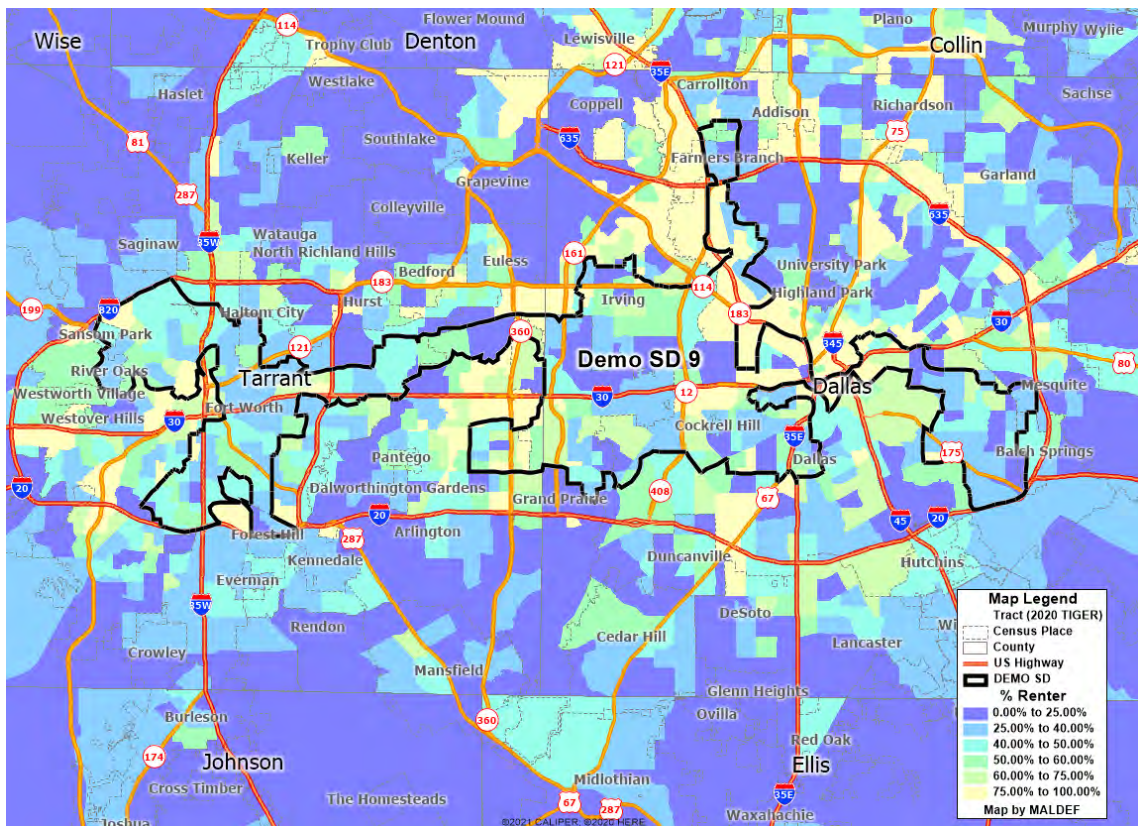 Flower Mound
Plano
Murphy Wylie
Wise
114
Denton
Lewisville
Collin
Trophy Club
121
35E
Westlake
Carrollton
Haslet
Coppell
Addison
Richardson
Sachse
81
Southlake
635
75
Keller
Farmers Branch
Garland
287
Grapevine
Colleyville
635
Saginaw
35W
Watauga
North Richland Hills
Euless
161
University Park
Bedford
183
Irving
114
Highland Park
199
820
Hurst
Haltom City
183
30
Sansom Park
360
345
121
Demo SD 9
80
River Oaks
Tarrant
Dallas
Mesquite
Westworth Village
12
Fort Worth
30
Westover Hills
30
Cockrell Hill
35E
Pantego
Dallas
175
Balch Springs
20
Dalworthington Gardens
Grand Prairie
408
67
Forest Hill
20
Arlington
45
20
287
Kennedale
Duncanville
Hutchins
Everman
35W
DeSoto
Rendon
Cedar Hill
Lancaster
Crowley
Mansfield
Glenn Heights
Ovilla
Burleson
360
Red Oak
174
Johnson
Ellis
Cross Timber
Midlothian
The Homesteads
67
287
35E
Joshua
Waxahachie
©2021 CALIPER; ©2020 HERE
Map Legend
Tract (2020 TIGER)
Census Place
County
US Highway
DEMO SD
% Renter
0.00% to 25.00%
25.00% to 40.00%
40.00% to 50.00%
50.00% to 60.00%
60.00% to 75.00%
75.00% to 100.00%
Map by MALDEF